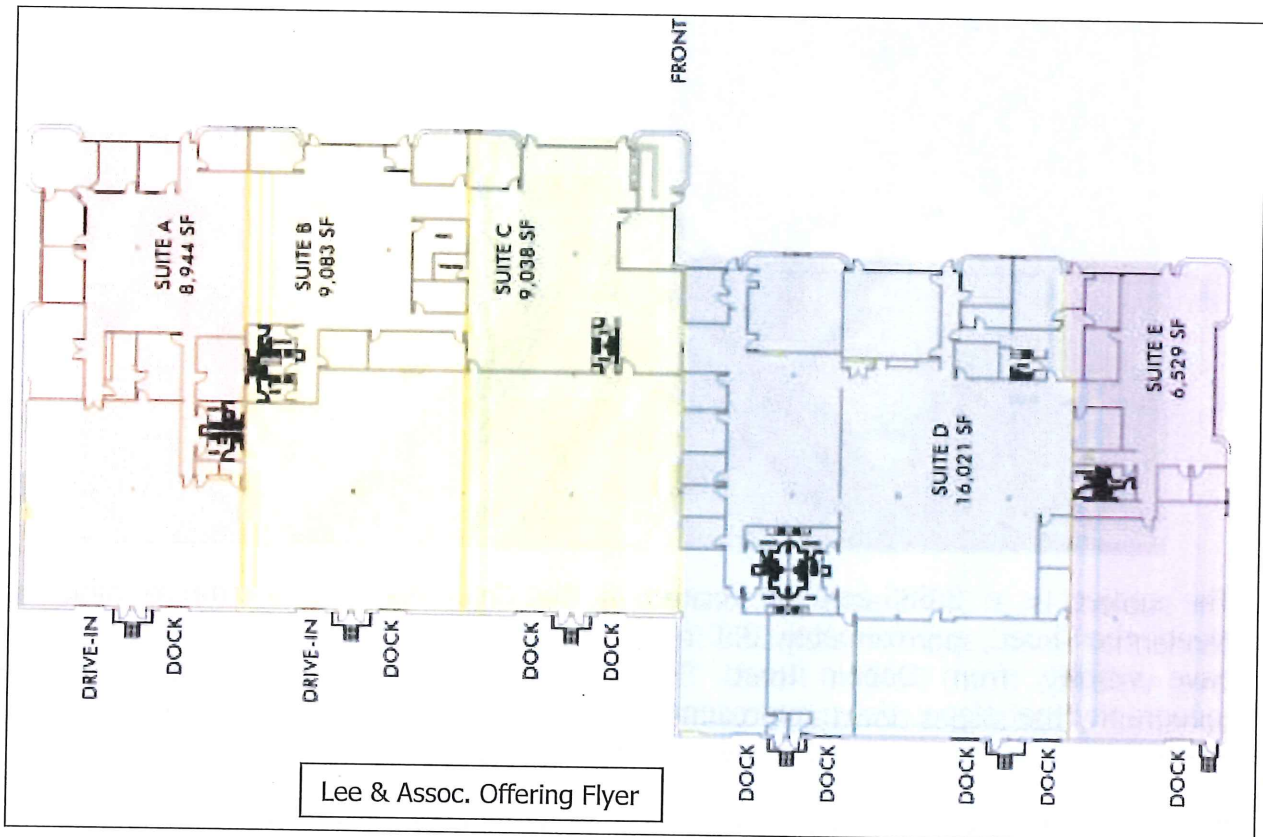 FRONT
SUITE A
8,944 SF
SUITE B
9,083 SF
SUITE C
9,038 SF
SUITE D
16,021 SF
SUITE E
6,529 SF
DRIVE-IN
DOCK
DRIVE-IN
DOCK
DOCK
DOCK
DOCK
DOCK
DOCK
DOCK
DOCK
Lee & Assoc. Offering Flyer